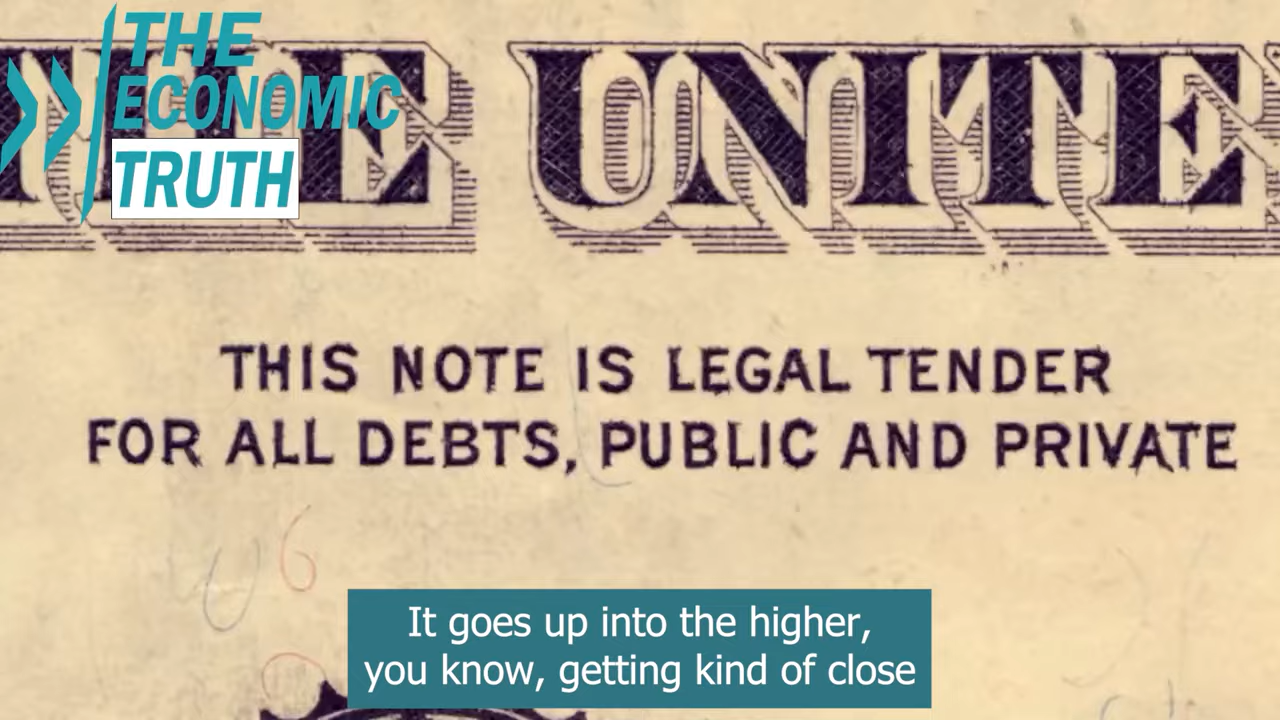 THE
ECONOMIC
TRUTH
THE UNITE
THIS NOTE IS LEGAL TENDER
FOR ALL DEBTS, PUBLIC AND PRIVATE
It goes up into the higher,
you know, getting kind of close